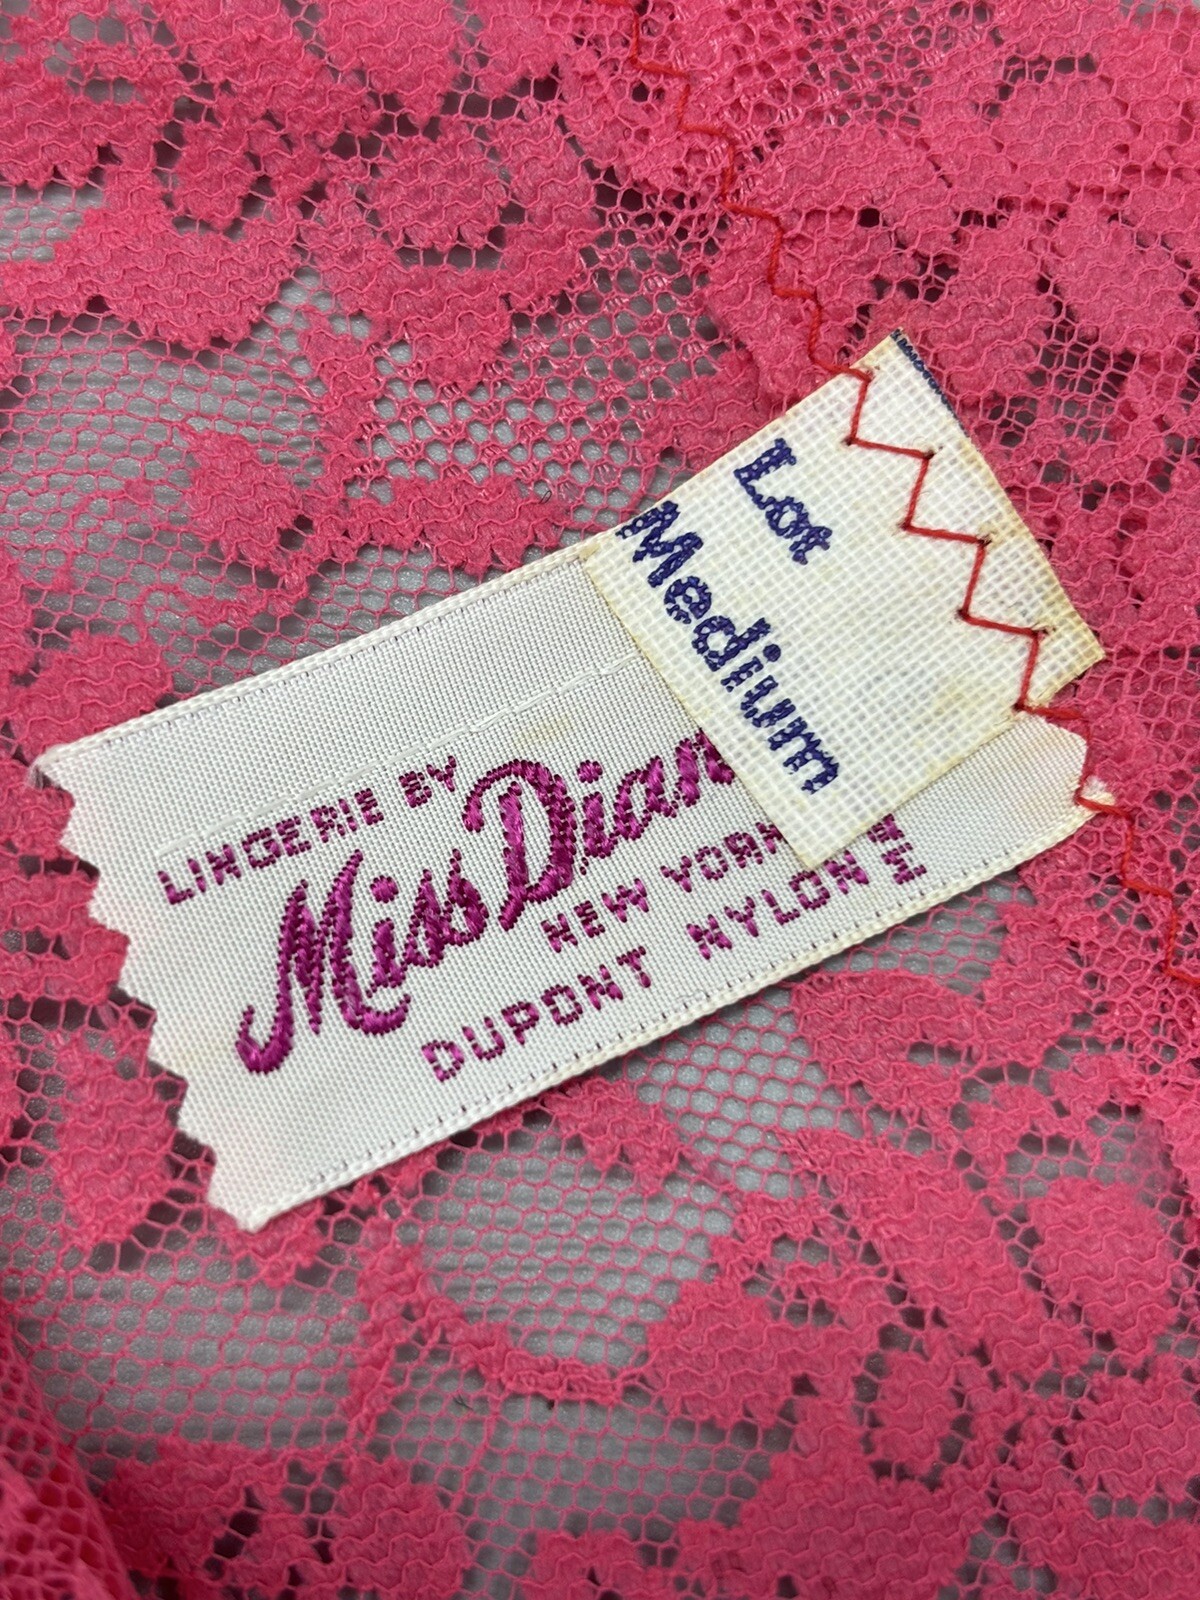 Lot
Medium
LINGERIE BY
Miss Dian
NEW YORK
DUPONT NYLON